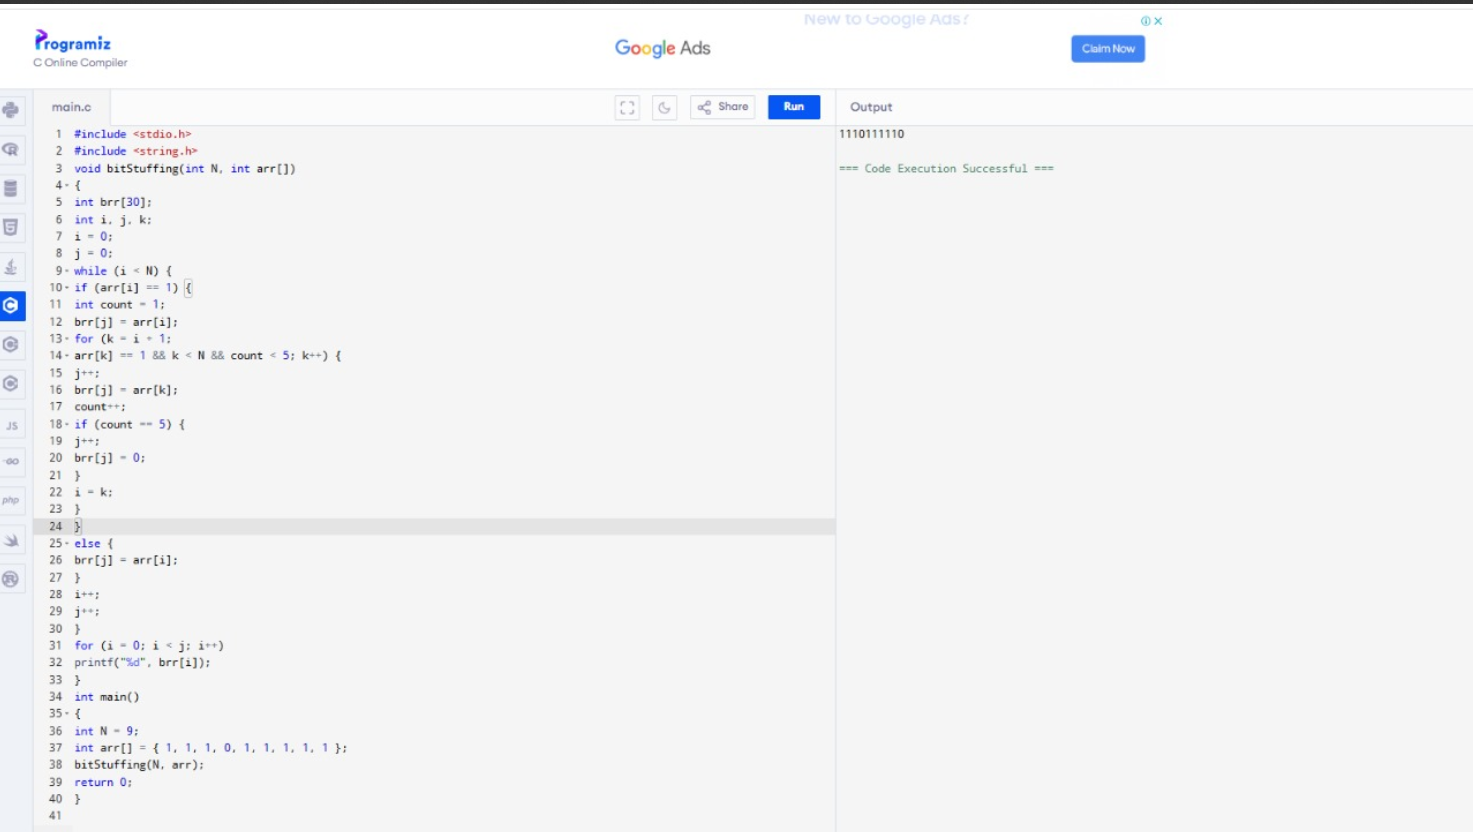 New to Google Ads?
Programiz
C Online Compiler
Google Ads
Claim Now
main.c
Share
Run
Output
1 #include <stdio.h>
2 #include <string.h>
3 void bitStuffing(int N, int arr[])
4 {
5 int brr[30];
6 int i, j, k;
7 i = 0;
8 j = 0;
9 while (i < N) {
10 if (arr[i] == 1) {
11 int count = 1;
12 brr[j] = arr[i];
13 for (k = i + 1;
14 arr[k] == 1 && k < N && count < 5; k++) {
15 j++;
16 brr[j] = arr[k];
17 count++;
18 if (count == 5) {
19 j++;
20 brr[j] = 0;
21 }
22 i = k;
23 }
24 }
25 else {
26 brr[j] = arr[i];
27 }
28 i++;
29 j++;
30 }
31 for (i = 0; i < j; i++)
32 printf("%d", brr[i]);
33 }
34 int main()
35 {
36 int N = 9;
37 int arr[] = { 1, 1, 1, 0, 1, 1, 1, 1, 1 };
38 bitStuffing(N, arr);
39 return 0;
40 }
41
1110111110
=== Code Execution Successful ===
JS
GO
php